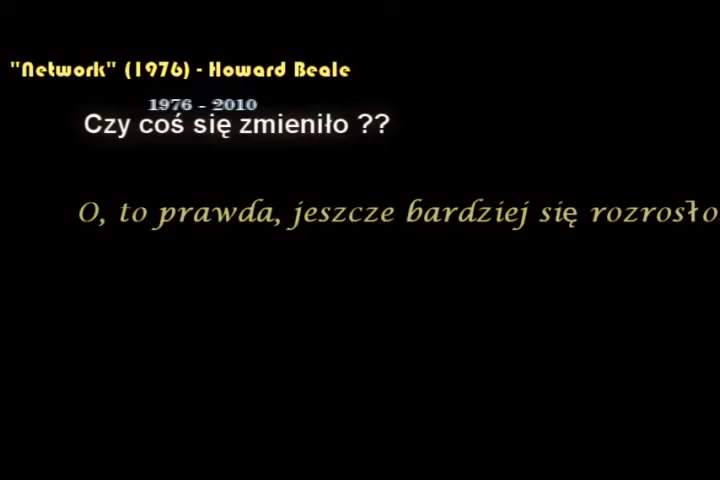 "Network" (1976) - Howard Beale
1976 - 2010
Czy coś się zmieniło ??
O, to prawda, jeszcze bardziej się rozrosło